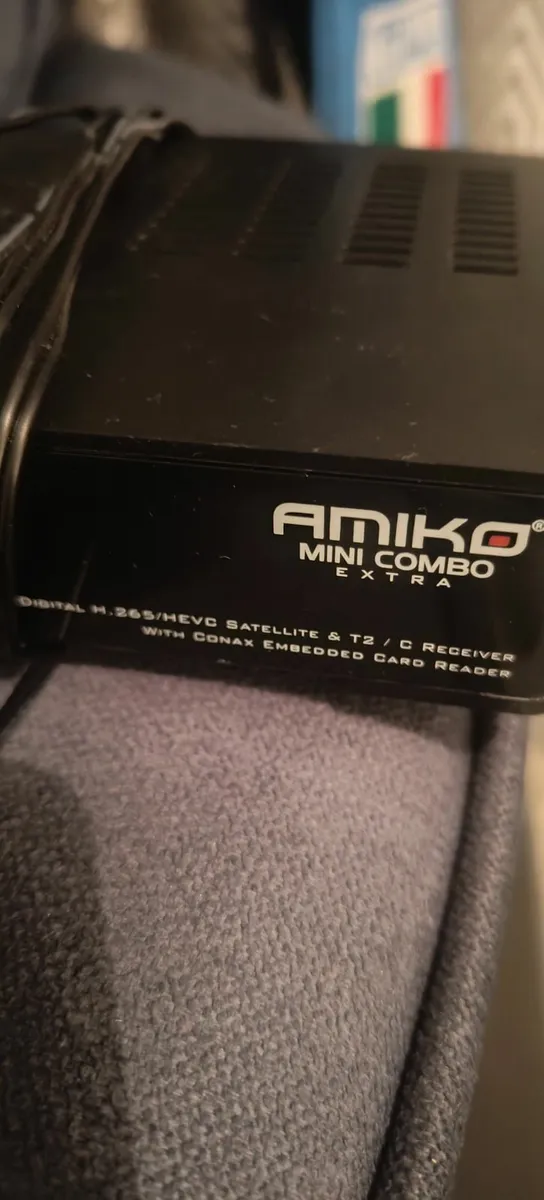 AMIKO®
MINI COMBO
EXTRA
DIGITAL H.265/HEVC SATELLITE & T2 / C RECEIVER
WITH CONAX EMBEDDED CARD READER